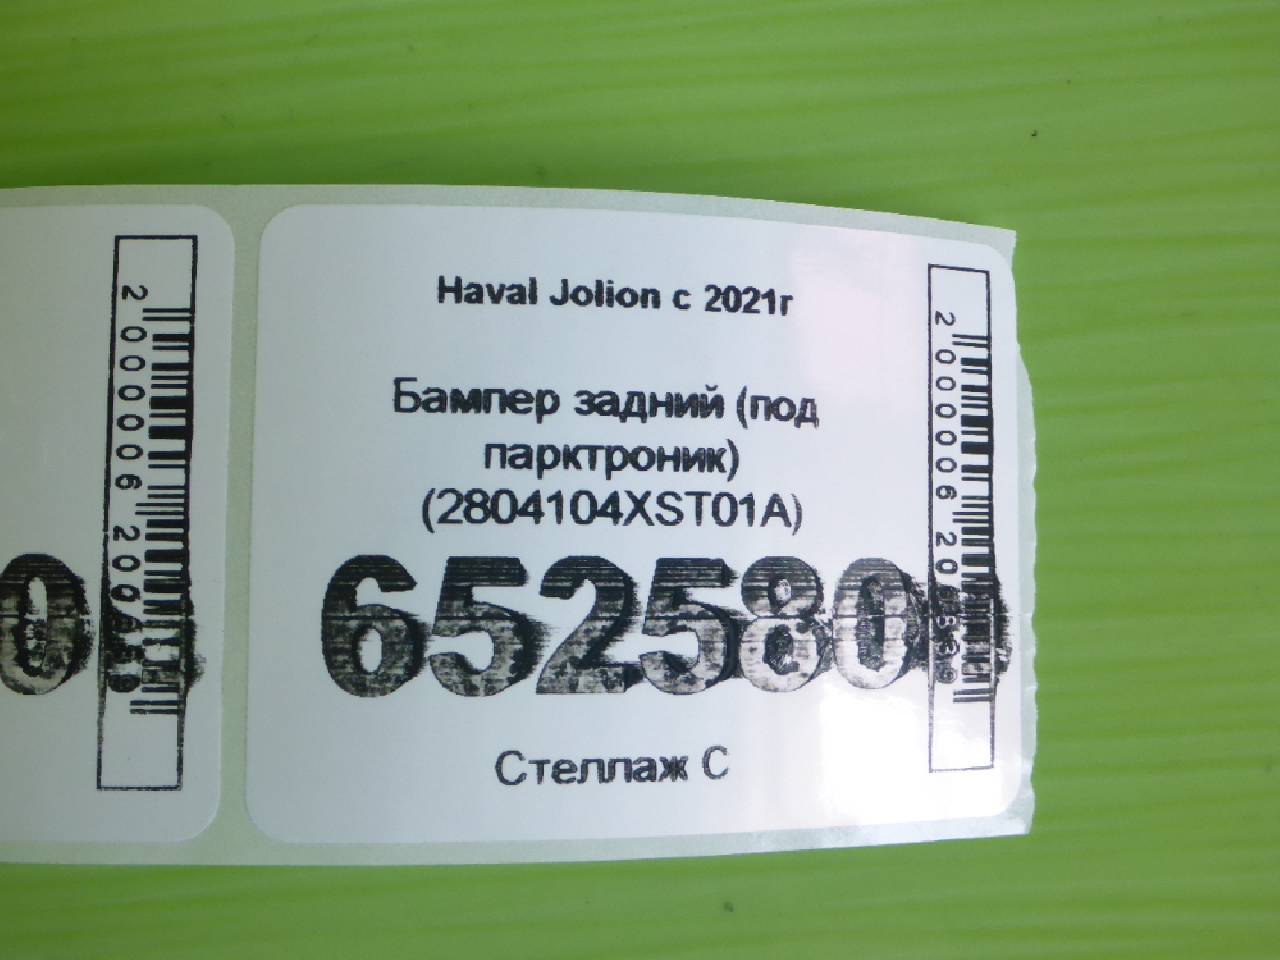 Haval Jolion с 2021г
Бампер задний (под
парктроник)
(2804104XST01A)
652580
Стеллаж С